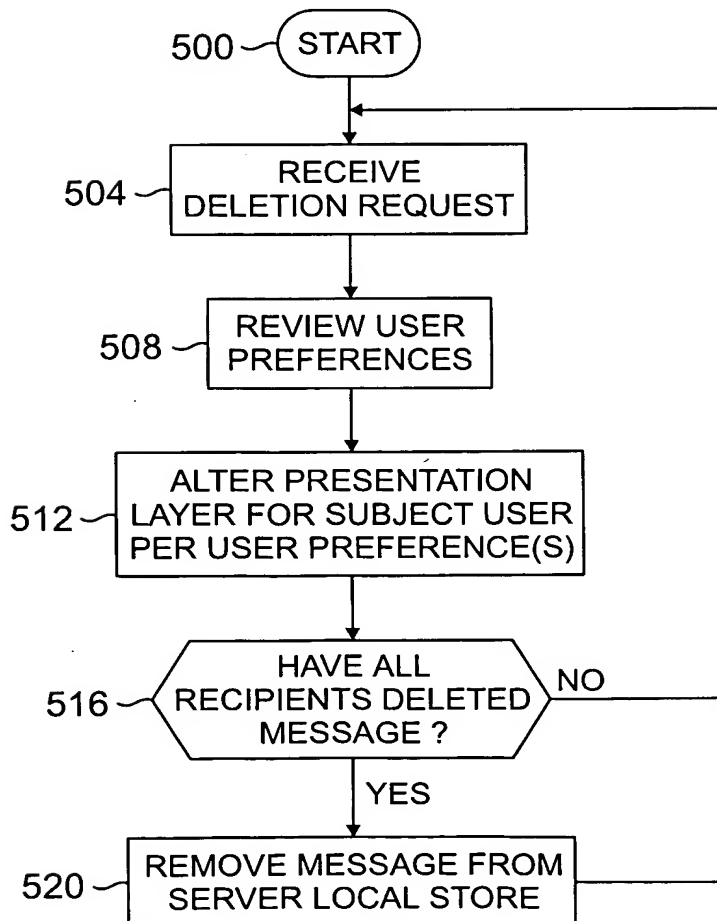 500
START
504
RECEIVE
DELETION REQUEST
508
REVIEW USER
PREFERENCES
512
ALTER PRESENTATION
LAYER FOR SUBJECT USER
PER USER PREFERENCE(S)
516
HAVE ALL
RECIPIENTS DELETED
MESSAGE ?
NO
YES
520
REMOVE MESSAGE FROM
SERVER LOCAL STORE